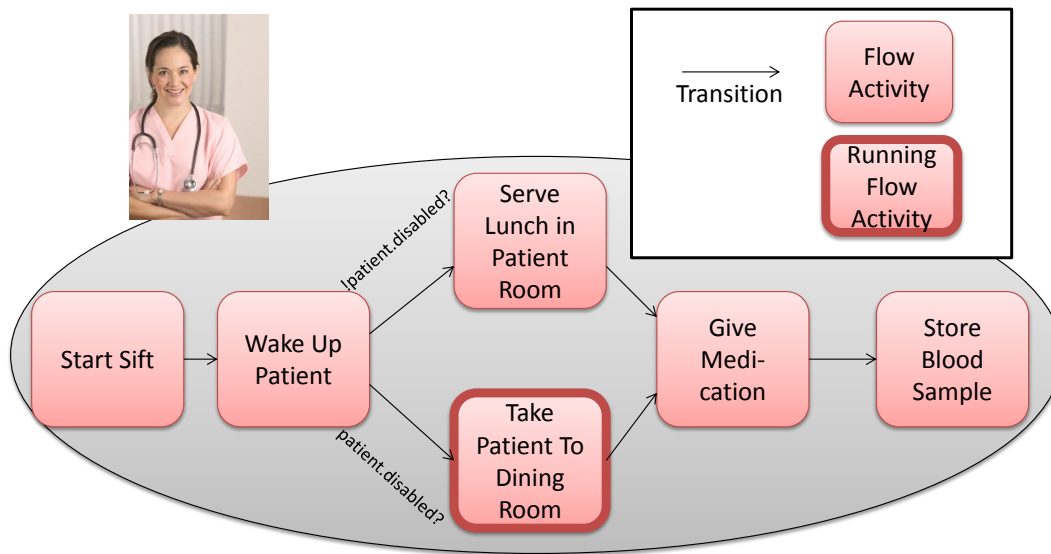 Transition
Flow
Activity
Running
Flow
Activity
Start Sift
Wake Up
Patient
!patient.disabled?
patient.disabled?
Serve
Lunch in
Patient
Room
Take
Patient To
Dining
Room
Give
Medi-
cation
Store
Blood
Sample